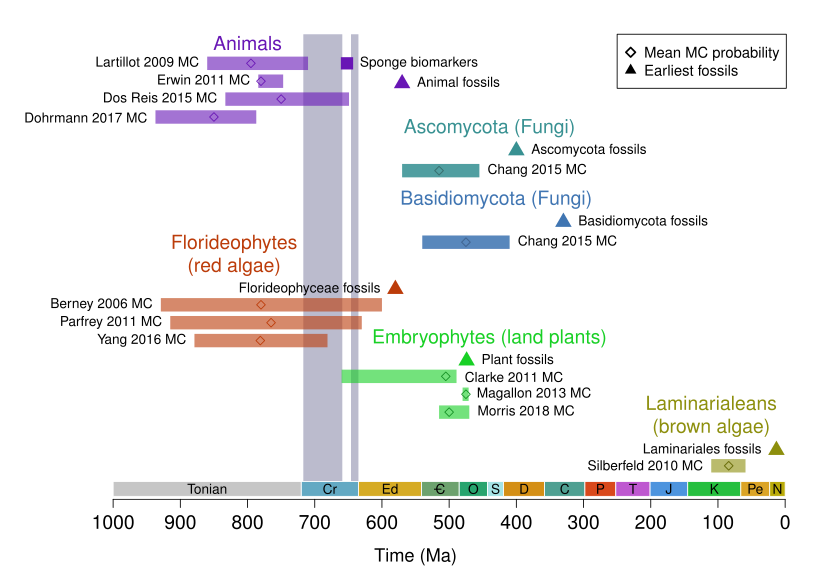 Animals
Lartillot 2009 MC
Sponge biomarkers
Mean MC probability
Earliest fossils
Erwin 2011 MC
Animal fossils
Dos Reis 2015 MC
Dohrmann 2017 MC
Ascomycota (Fungi)
Ascomycota fossils
Chang 2015 MC
Basidiomycota (Fungi)
Basidiomycota fossils
Chang 2015 MC
Florideophytes
(red algae)
Florideophyceae fossils
Berney 2006 MC
Parfrey 2011 MC
Yang 2016 MC
Embryophytes (land plants)
Plant fossils
Clarke 2011 MC
Magallon 2013 MC
Morris 2018 MC
Laminarialeans
(brown algae)
Laminariales fossils
Silberfeld 2010 MC
Tonian Cr Ed Ꞓ O S D C P T J K Pe N
1000 900 800 700 600 500 400 300 200 100 0
Time (Ma)